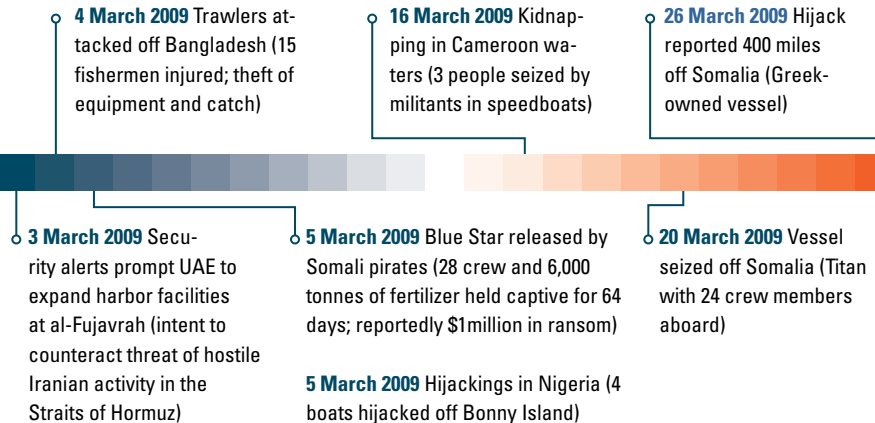 4 March 2009 Trawlers at-
tacked off Bangladesh (15
fishermen injured; theft of
equipment and catch)
16 March 2009 Kidnap-
ping in Cameroon wa-
ters (3 people seized by
militants in speedboats)
26 March 2009 Hijack
reported 400 miles
off Somalia (Greek-
owned vessel)
3 March 2009 Secu-
rity alerts prompt UAE to
expand harbor facilities
at al-Fujavrah (intent to
counteract threat of hostile
Iranian activity in the
Straits of Hormuz)
5 March 2009 Blue Star released by
Somali pirates (28 crew and 6,000
tonnes of fertilizer held captive for 64
days; reportedly $1million in ransom)
5 March 2009 Hijackings in Nigeria (4
boats hijacked off Bonny Island)
20 March 2009 Vessel
seized off Somalia (Titan
with 24 crew members
aboard)